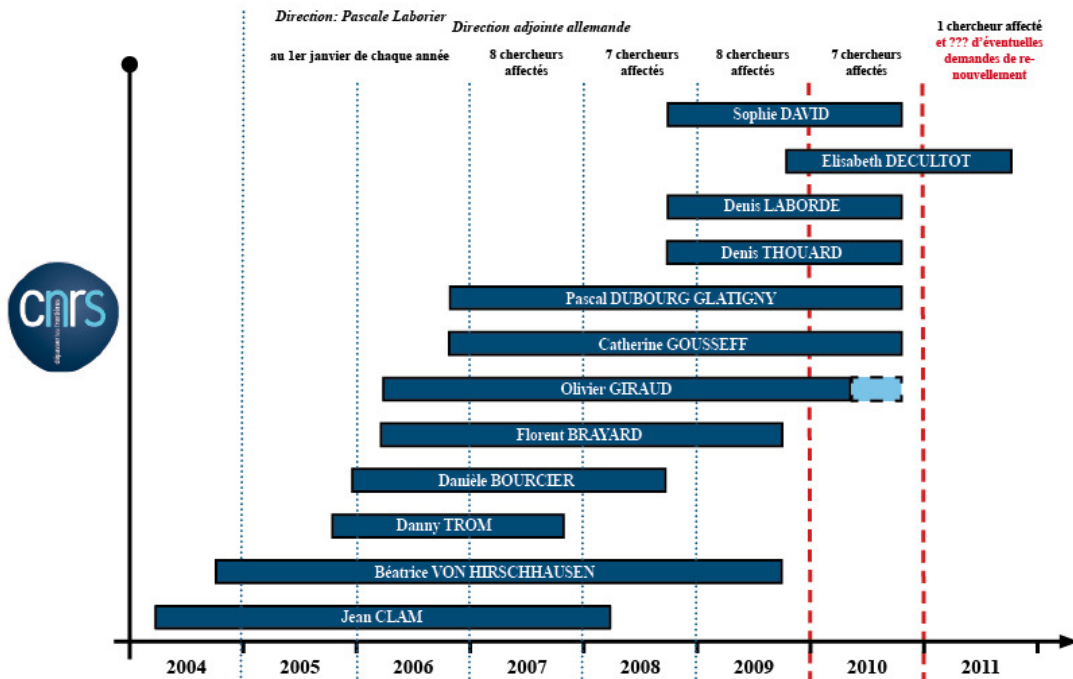 Direction: Pascale Laborier
Direction adjointe allemande
au 1er janvier de chaque année
8 chercheurs
affectés
7 chercheurs
affectés
8 chercheurs
affectés
7 chercheurs
affectés
1 chercheur affecté
et ??? d'éventuelles
demandes de re-
nouvellement
Sophie DAVID
Elisabeth DECULTOT
Denis LABORDE
Denis THOUARD
Pascal DUBOURG GLATIGNY
cnrs
Catherine GOUSSEFF
Olivier GIRAUD
Florent BRAYARD
Danièle BOURCIER
Danny TROM
Béatrice VON HIRSCHHAUSEN
Jean CLAM
2004 2005 2006 2007 2008 2009 2010 2011